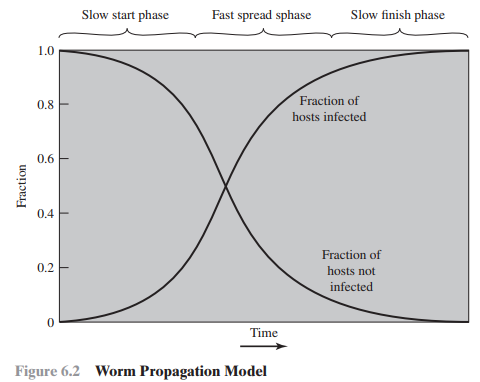 Slow start phase Fast spread sphase Slow finish phase
1.0
0.8
0.6
0.4
0.2
0
Fraction
Fraction of
hosts infected
Fraction of
hosts not
infected
Time
Figure 6.2 Worm Propagation Model